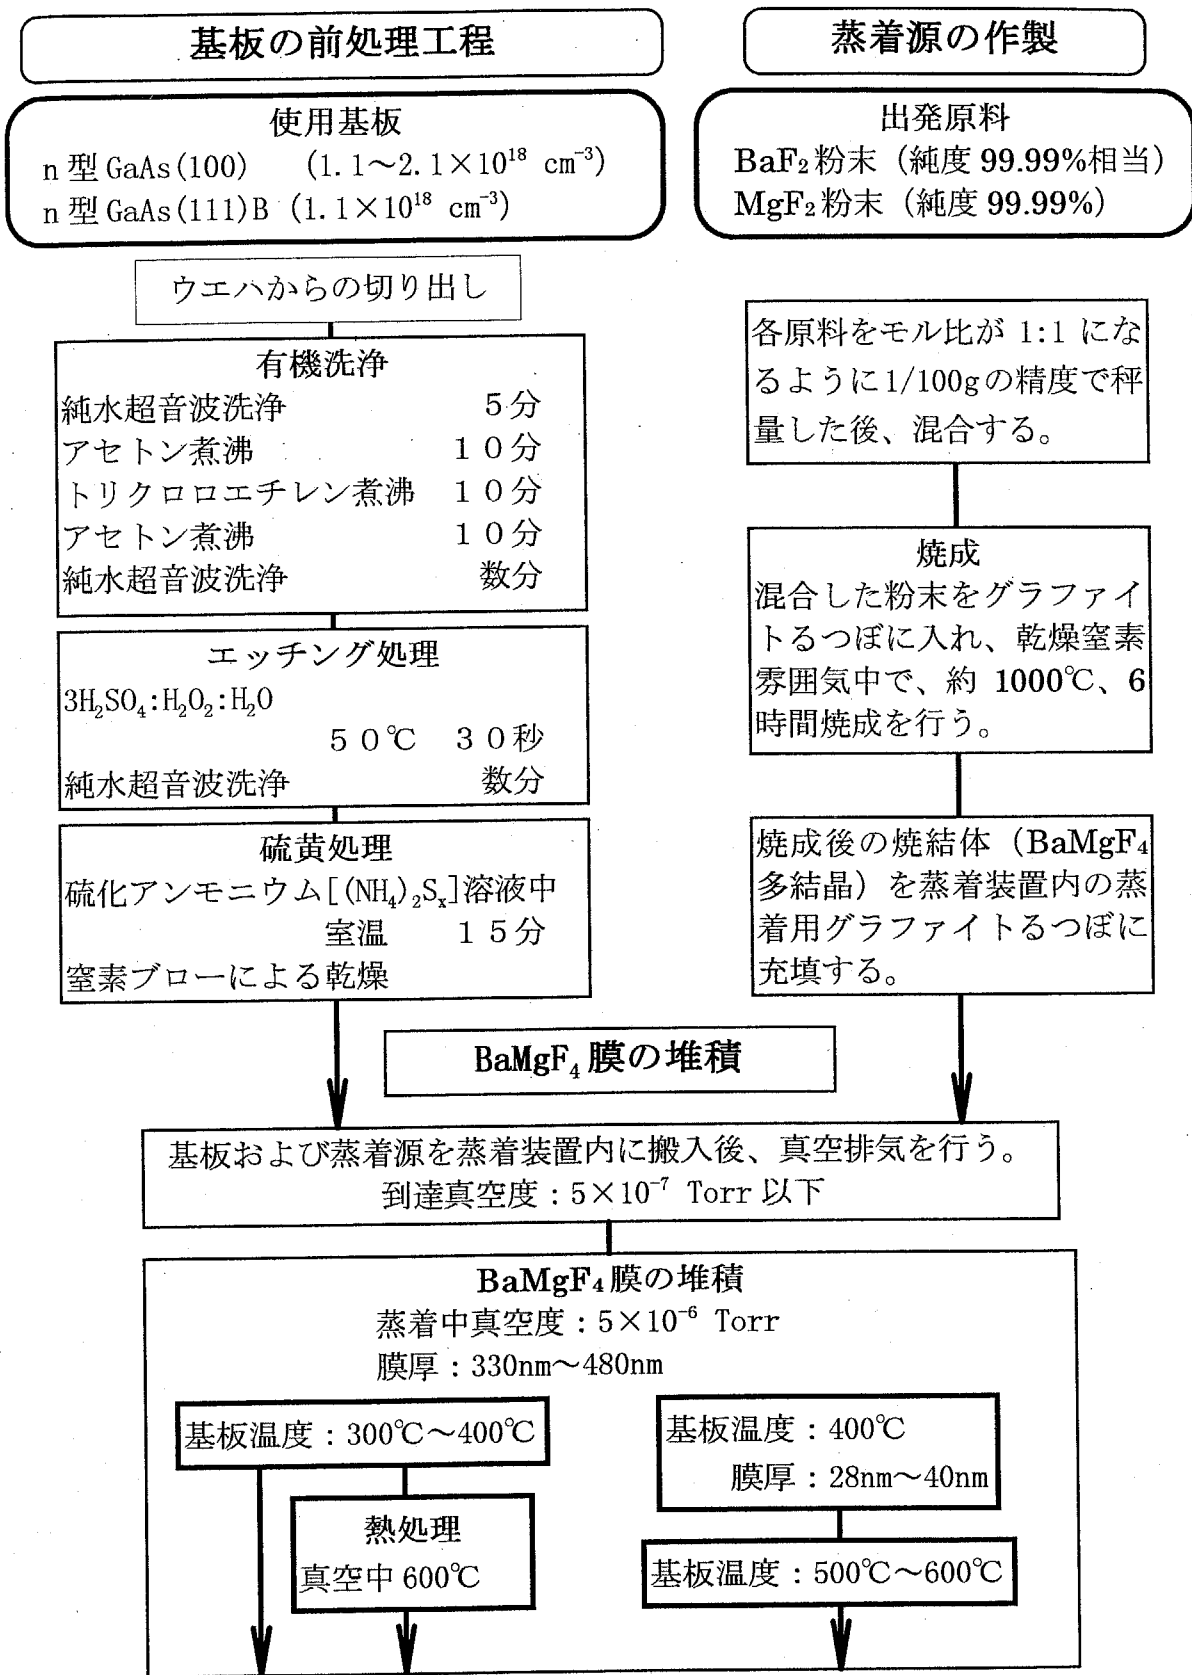 基板の前処理工程
使用基板
n型GaAs(100) (1.1～2.1×10¹⁸ cm⁻³)
n型GaAs(111)B (1.1×10¹⁸ cm⁻³)
ウエハからの切り出し
有機洗浄
純水超音波洗浄 5分
アセトン煮沸 10分
トリクロロエチレン煮沸 10分
アセトン煮沸 10分
純水超音波洗浄 数分
エッチング処理
3H₂SO₄:H₂O₂:H₂O
50℃ 30秒
純水超音波洗浄 数分
硫黄処理
硫化アンモニウム[(NH₄)₂Sₓ]溶液中
室温 15分
窒素ブローによる乾燥
蒸着源の作製
出発原料
BaF₂粉末（純度 99.99%相当）
MgF₂粉末（純度 99.99%）
各原料をモル比が 1:1 にな
るように1/100gの精度で秤
量した後、混合する。
焼成
混合した粉末をグラファイ
トるつぼに入れ、乾燥窒素
雰囲気中で、約 1000℃、6
時間焼成を行う。
焼成後の焼結体（BaMgF₄
多結晶）を蒸着装置内の蒸
着用グラファイトるつぼに
充填する。
BaMgF₄膜の堆積
基板および蒸着源を蒸着装置内に搬入後、真空排気を行う。
到達真空度：5×10⁻⁷ Torr以下
BaMgF₄膜の堆積
蒸着中真空度：5×10⁻⁶ Torr
膜厚：330nm～480nm
基板温度：300℃～400℃
熱処理
真空中600℃
基板温度：400℃
膜厚：28nm～40nm
基板温度：500℃～600℃